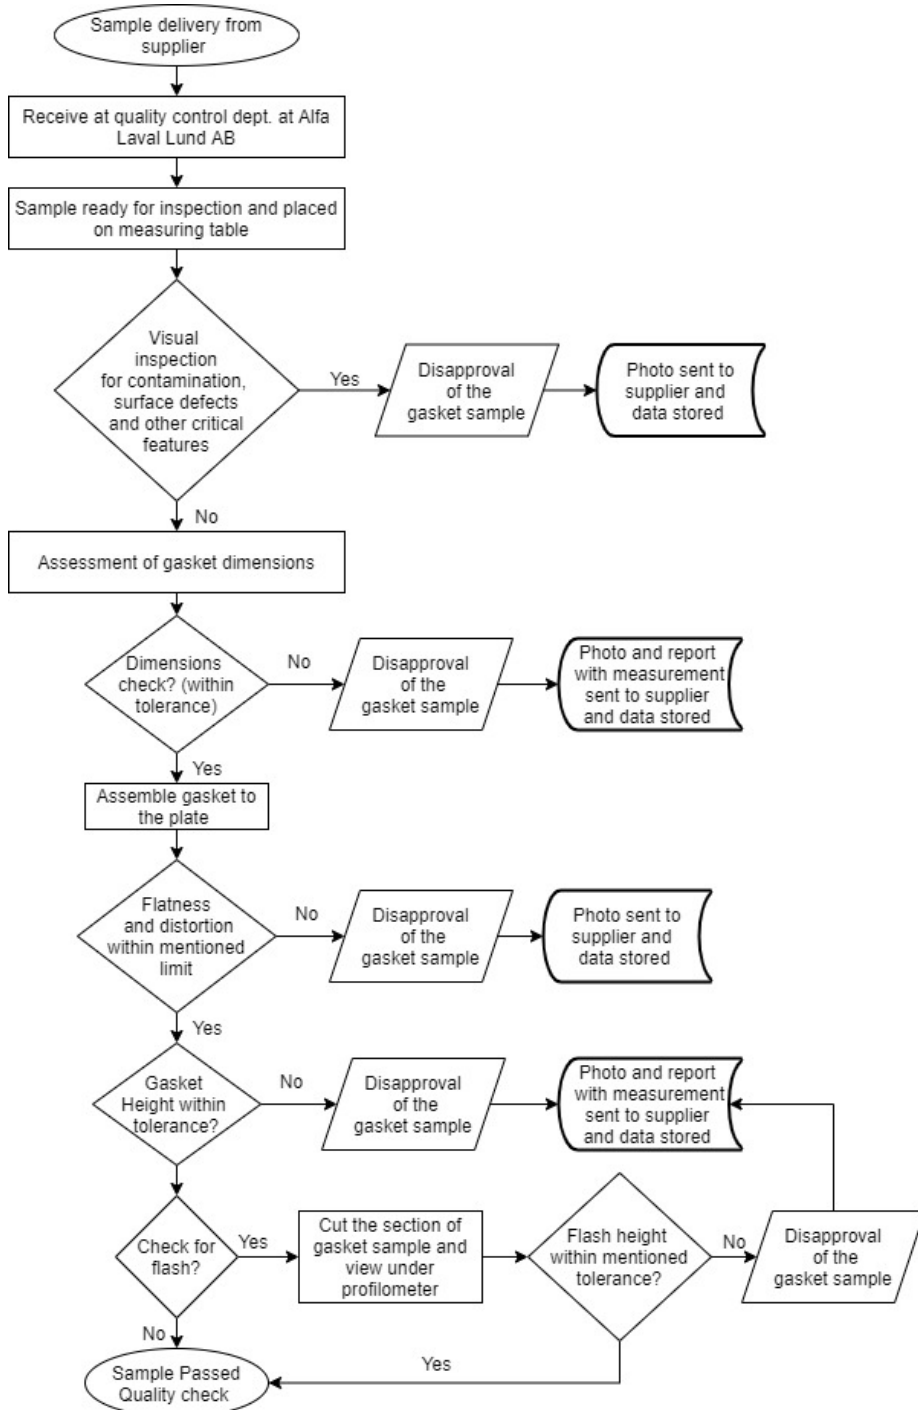 Sample delivery from
supplier
Receive at quality control dept. at Alfa
Laval Lund AB
Sample ready for inspection and placed
on measuring table
Visual
inspection
for contamination,
surface defects
and other critical
features
Yes
Disapproval
of the
gasket sample
Photo sent to
supplier and
data stored
No
Assessment of gasket dimensions
Dimensions
check? (within
tolerance)
No
Disapproval
of the
gasket sample
Photo and report
with measurement
sent to supplier
and data stored
Yes
Assemble gasket to
the plate
Flatness
and distortion
within mentioned
limit
No
Disapproval
of the
gasket sample
Photo sent to
supplier and
data stored
Yes
Gasket
Height within
tolerance?
No
Disapproval
of the
gasket sample
Photo and report
with measurement
sent to supplier
and data stored
Check for
flash?
Yes
Cut the section of
gasket sample and
view under
profilometer
Flash height
within mentioned
tolerance?
No
Disapproval
of the
gasket sample
No
Yes
Sample Passed
Quality check